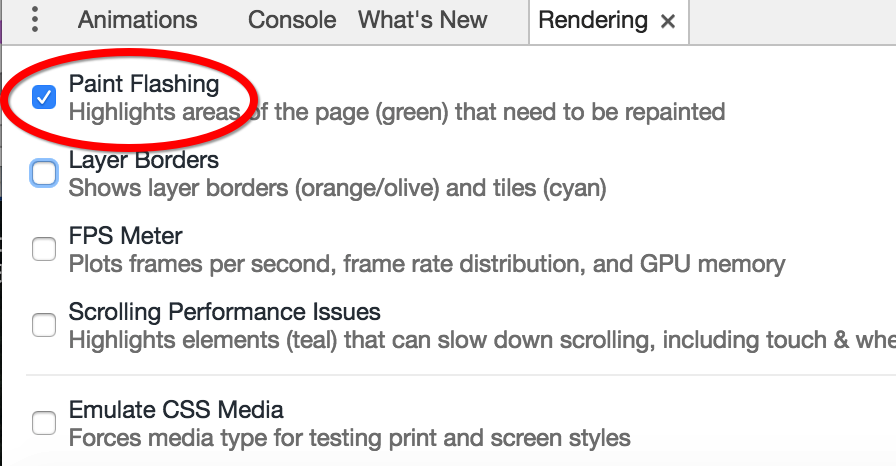 Animations Console What's New Rendering ×
Paint Flashing
Highlights areas of the page (green) that need to be repainted
Layer Borders
Shows layer borders (orange/olive) and tiles (cyan)
FPS Meter
Plots frames per second, frame rate distribution, and GPU memory
Scrolling Performance Issues
Highlights elements (teal) that can slow down scrolling, including touch & whe
Emulate CSS Media
Forces media type for testing print and screen styles